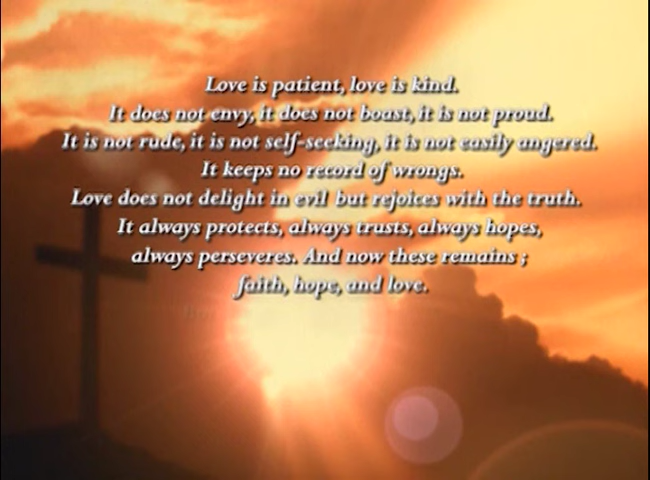 Love is patient, love is kind.
It does not envy, it does not boast, it is not proud.
It is not rude, it is not self-seeking, it is not easily angered.
It keeps no record of wrongs.
Love does not delight in evil but rejoices with the truth.
It always protects, always trusts, always hopes,
always perseveres. And now these remains ;
faith, hope, and love.